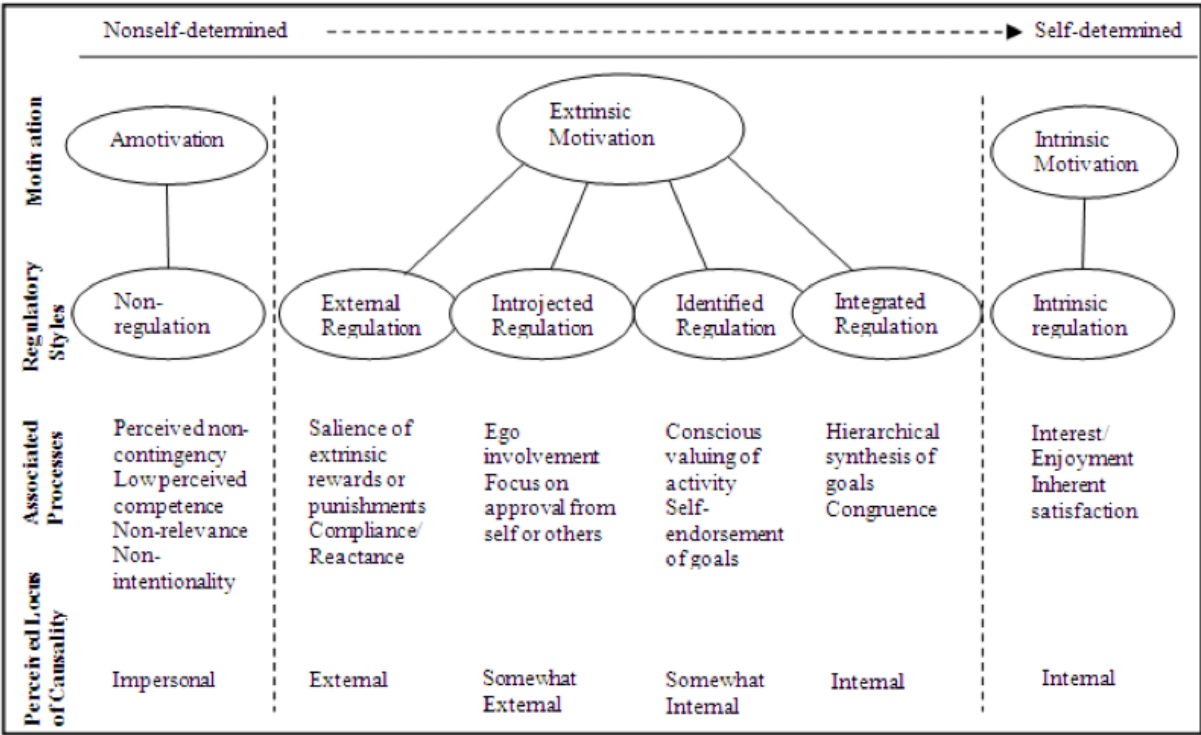 Nonself-determined
Self-determined
Motivation
Amotivation
Extrinsic
Motivation
Intrinsic
Motivation
Regulatory
Styles
Non-
regulation
External
Regulation
Introjected
Regulation
Identified
Regulation
Integrated
Regulation
Intrinsic
regulation
Associated
Processes
Perceived non-
contingency
Low perceived
competence
Non-relevance
Non-
intentionality
Salience of
extrinsic
rewards or
punishments
Compliance/
Reactance
Ego
involvement
Focus on
approval from
self or others
Conscious
valuing of
activity
Self-
endorsement
of goals
Hierarchical
synthesis of
goals
Congruence
Interest/
Enjoyment
Inherent
satisfaction
Perceived Locus
of Causality
Impersonal
External
Somewhat
External
Somewhat
Internal
Internal
Internal